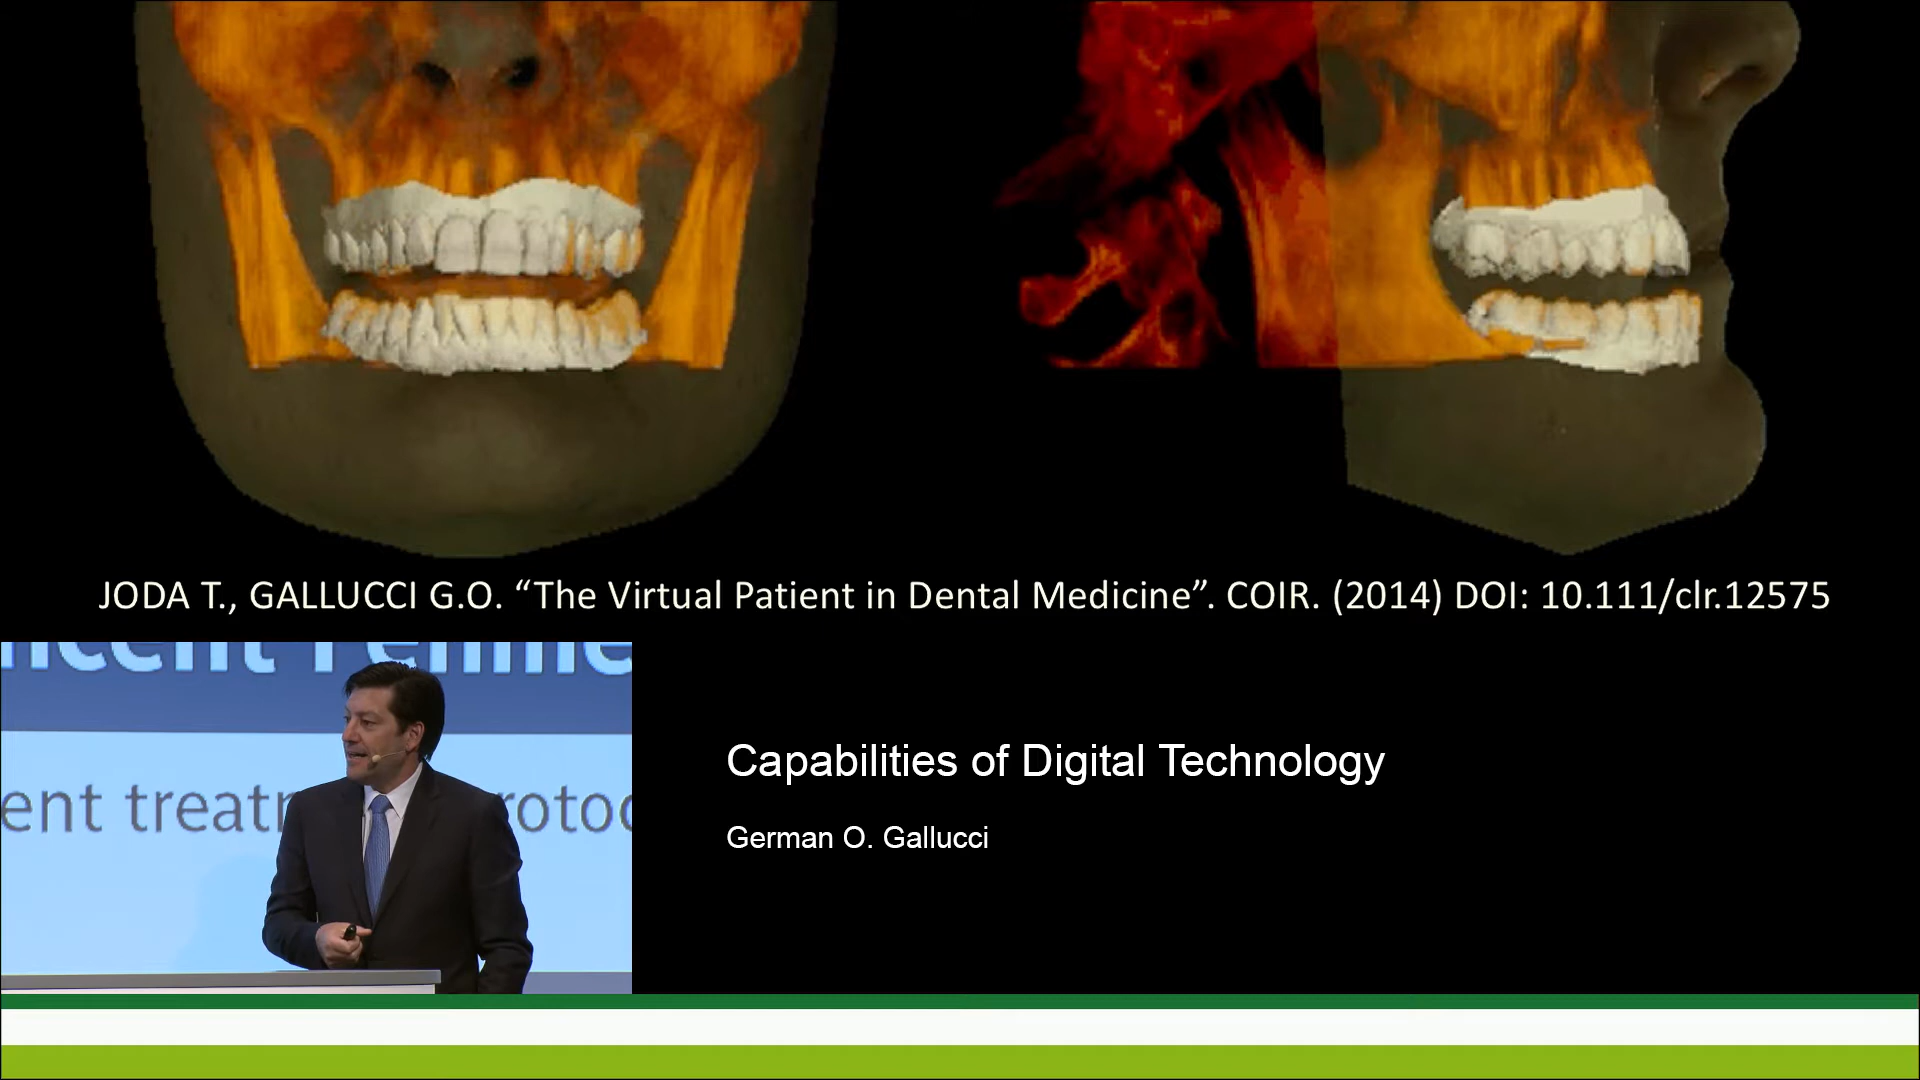 JODA T., GALLUCCI G.O. “The Virtual Patient in Dental Medicine”. COIR. (2014) DOI: 10.111/clr.12575
Capabilities of Digital Technology
German O. Gallucci